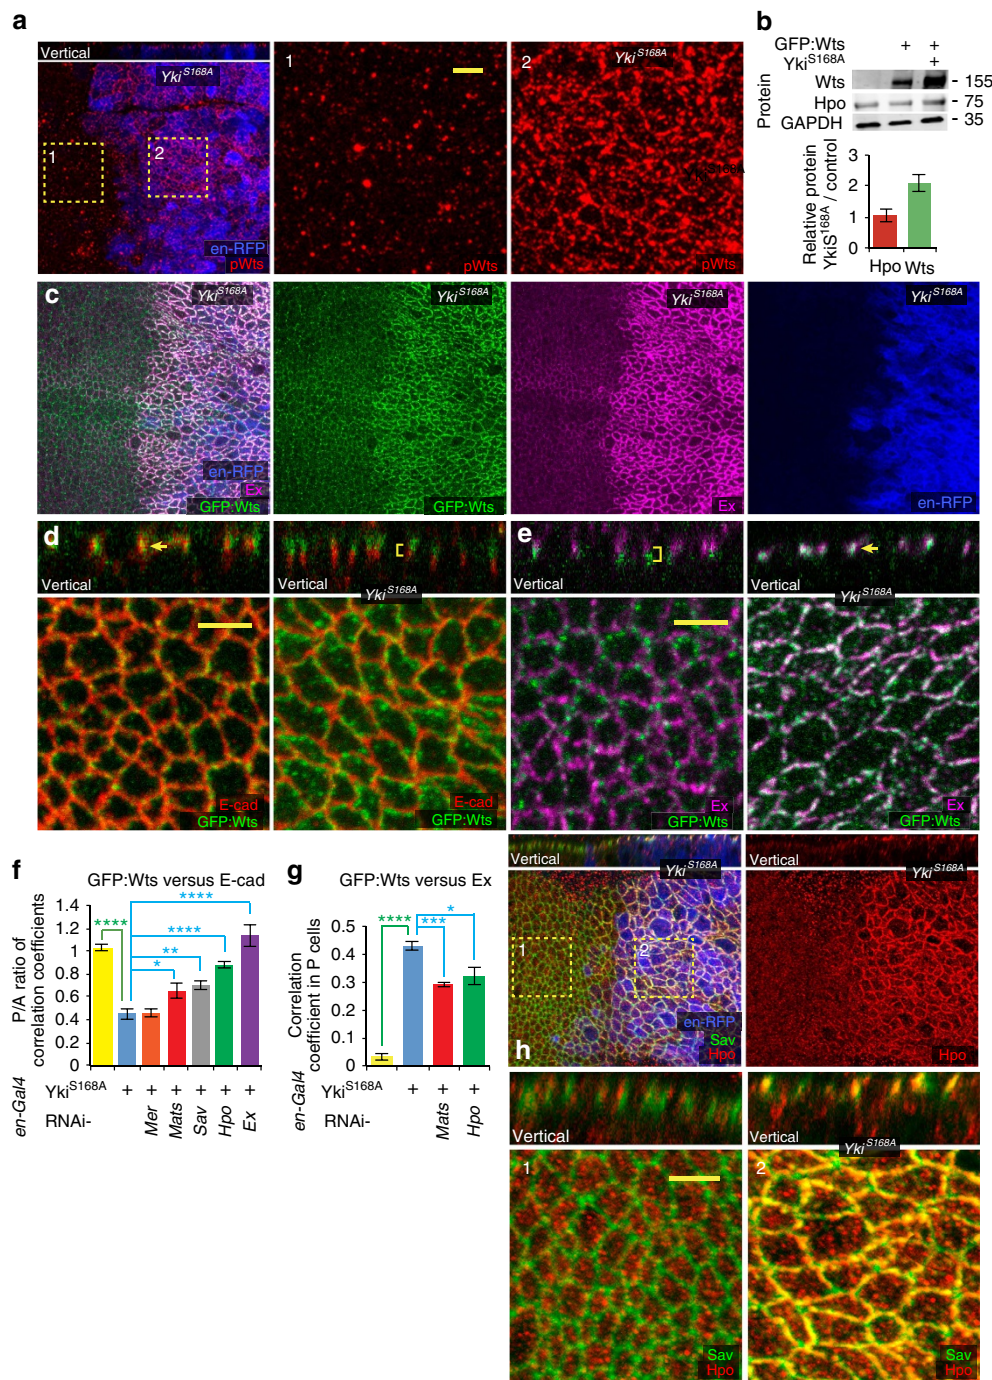 a
Vertical
Yki^S168A
1
2
en-RFP
pWts
1
pWts
2
Yki^S168A
S168A
pWts
b
GFP:Wts + +
Yki^S168A +
Protein
Wts - 155
Hpo - 75
GAPDH - 35
Relative protein
YkiS^168A / control
3
2
1
0
Hpo Wts
c
Yki^S168A
en-RFP
Ex
GFP:Wts
Yki^S168A
GFP:Wts
Yki^S168A
Ex
Yki^S168A
en-RFP
d
Vertical
Yki^S168A
E-cad
GFP:Wts
E-cad
GFP:Wts
e
Vertical
Yki^S168A
Ex
GFP:Wts
Ex
GFP:Wts
f
GFP:Wts versus E-cad
P/A ratio of
correlation coefficients
1.4
1.2
1
0.8
0.6
0.4
0.2
0
****
****
****
**
*
en-Gal4
Yki^S168A + + + + + +
RNAi- Mer Mats Sav Hpo Ex
g
GFP:Wts versus Ex
Correlation
coefficient in P cells
0.5
0.4
0.3
0.2
0.1
0
****
*
***
en-Gal4
Yki^S168A + + +
RNAi- Mats Hpo
Vertical
Yki^S168A
1
2
en-RFP
Sav
Hpo
Yki^S168A
Hpo
h
Vertical
1
Sav
Hpo
Vertical
Yki^S168A
2
Sav
Hpo